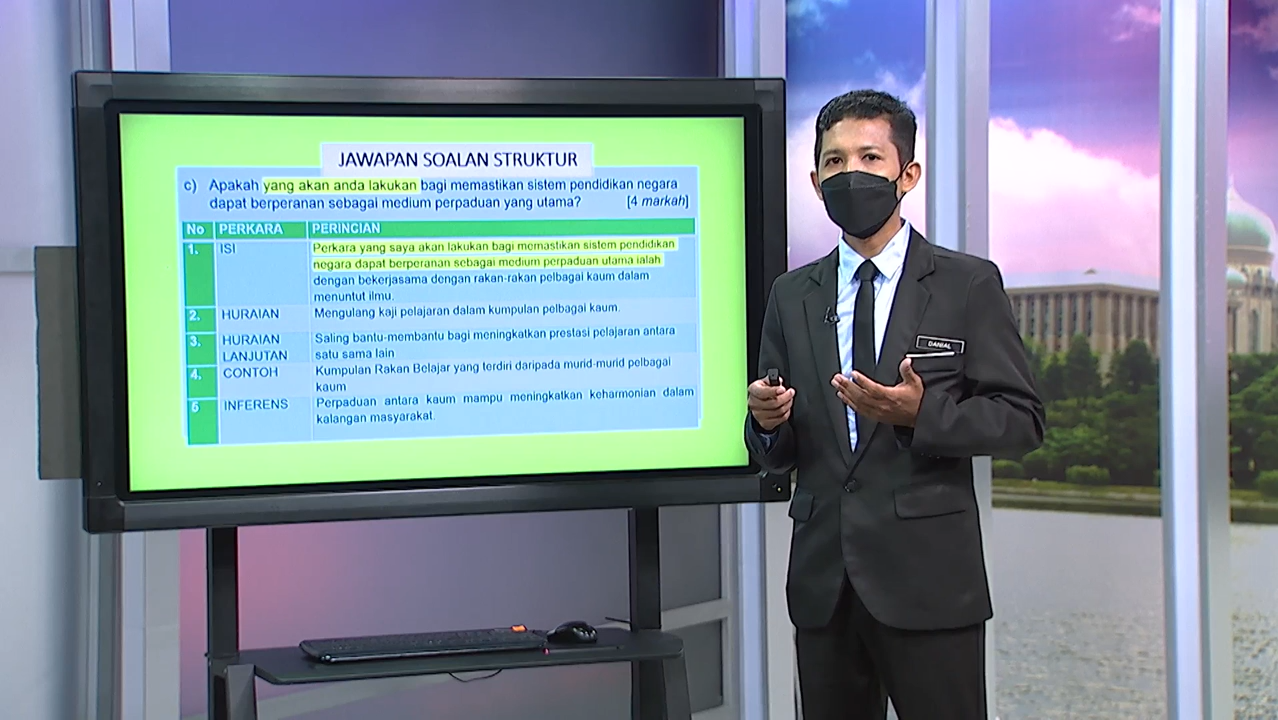 JAWAPAN SOALAN STRUKTUR
c) Apakah yang akan anda lakukan bagi memastikan sistem pendidikan negara
dapat berperanan sebagai medium perpaduan yang utama? [4 markah]
No PERKARA PERINCIAN
1. ISI Perkara yang saya akan lakukan bagi memastikan sistem pendidikan
negara dapat berperanan sebagai medium perpaduan utama ialah
dengan bekerjasama dengan rakan-rakan pelbagai kaum dalam
menuntut ilmu.
2. HURAIAN Mengulang kaji pelajaran dalam kumpulan pelbagai kaum.
3. HURAIAN LANJUTAN Saling bantu-membantu bagi meningkatkan prestasi pelajaran antara
satu sama lain
4. CONTOH Kumpulan Rakan Belajar yang terdiri daripada murid-murid pelbagai
kaum
5 INFERENS Perpaduan antara kaum mampu meningkatkan keharmonian dalam
kalangan masyarakat.
DANIAL